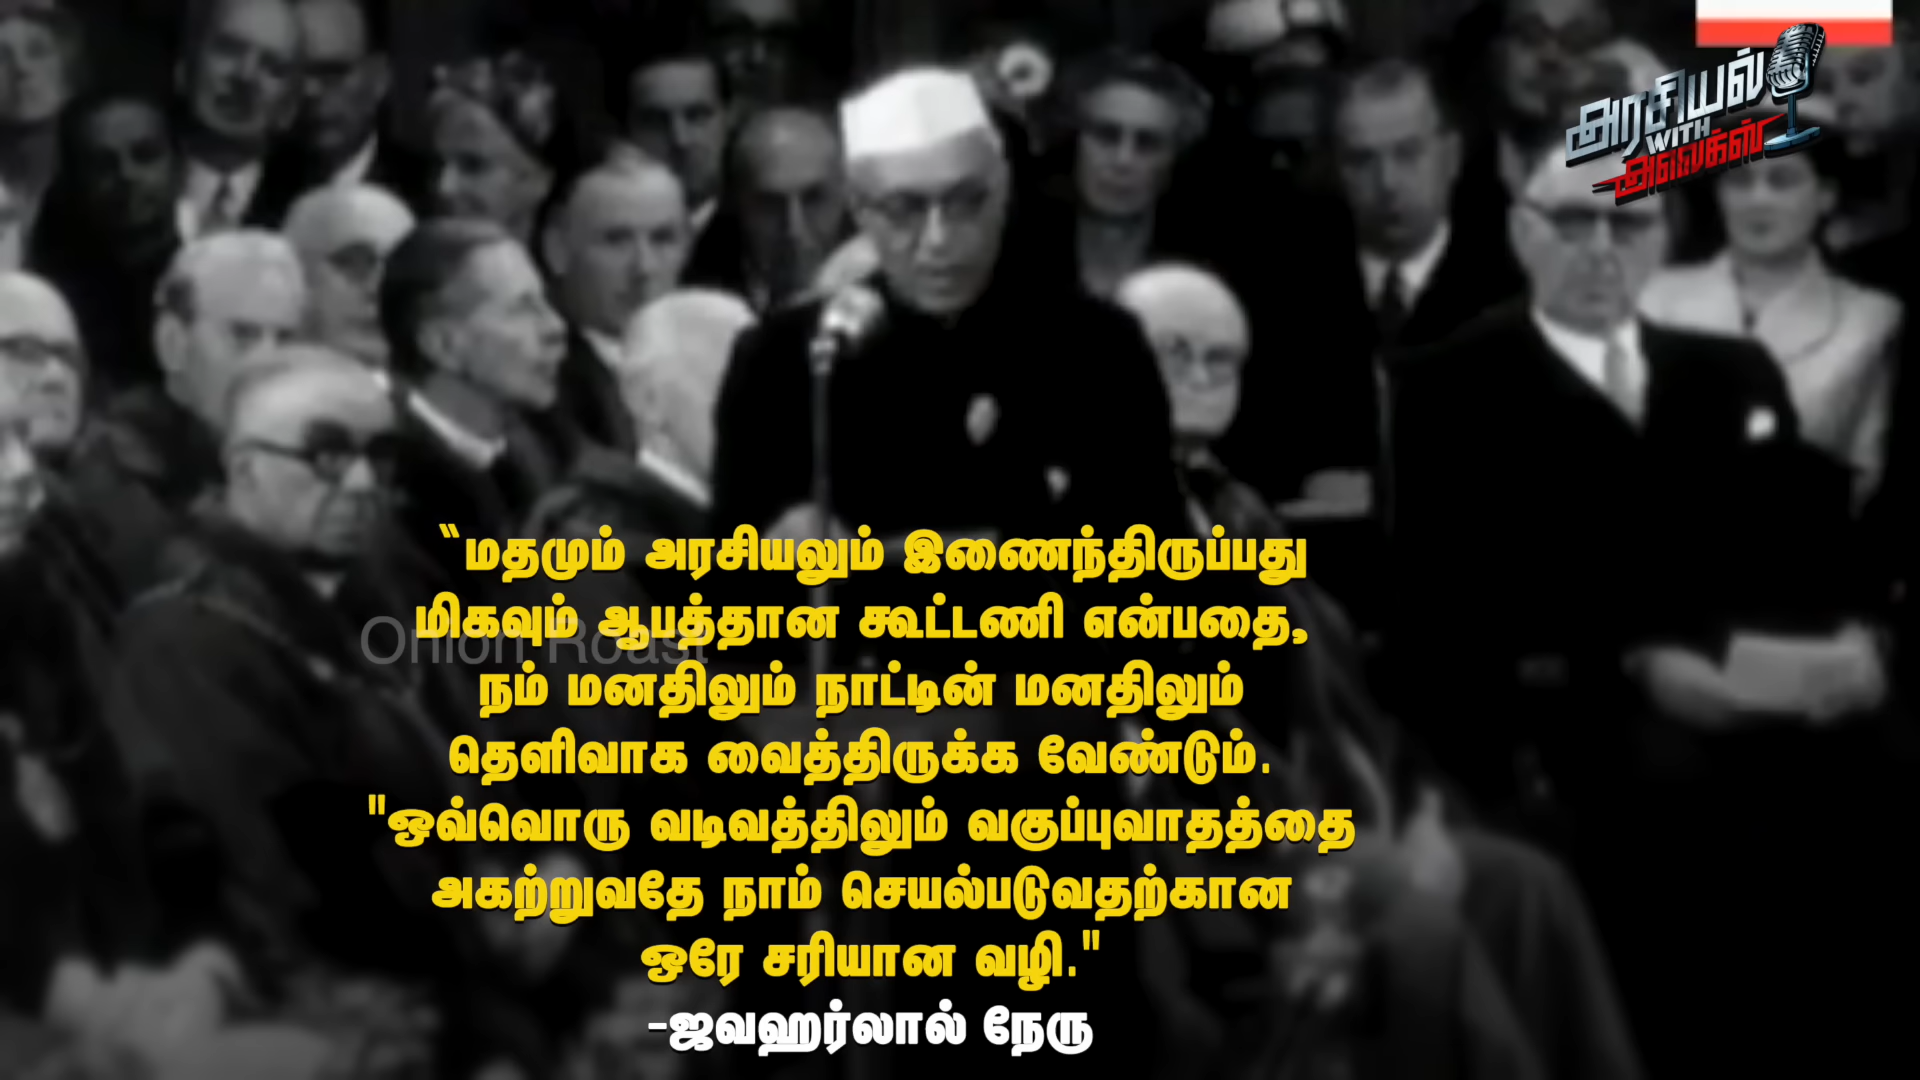 அரசியல்
WITH
அலெக்ஸ்
“மதமும் அரசியலும் இணைந்திருப்பது
மிகவும் ஆபத்தான கூட்டணி என்பதை,
Onion Roast
நம் மனதிலும் நாட்டின் மனதிலும்
தெளிவாக வைத்திருக்க வேண்டும்.
"ஒவ்வொரு வடிவத்திலும் வகுப்புவாதத்தை
அகற்றுவதே நாம் செயல்படுவதற்கான
ஒரே சரியான வழி."
-ஜவஹர்லால் நேரு